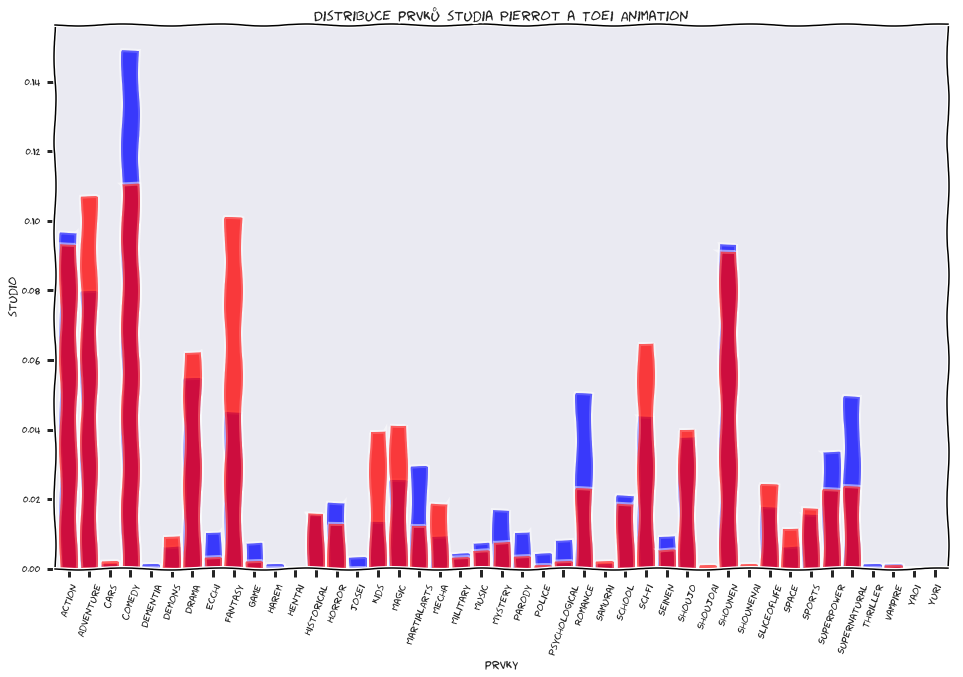 DISTRIBUCE PRVKŮ STUDIA PIERROT A TOEI ANIMATION
STUDIO
0.14
0.12
0.10
0.08
0.06
0.04
0.02
0.00
ACTION
ADVENTURE
CARS
COMEDY
DEMENTIA
DEMONS
DRAMA
ECCHI
FANTASY
GAME
HAREM
HENTAI
HISTORICAL
HORROR
JOSEI
KIDS
MAGIC
MARTIALARTS
MECHA
MILITARY
MUSIC
MYSTERY
PARODY
POLICE
PSYCHOLOGICAL
ROMANCE
SAMURAI
SCHOOL
SCI-FI
SEINEN
SHOUJO
SHOUJOAI
SHOUNEN
SHOUNENAI
SLICEOFLIFE
SPACE
SPORTS
SUPERPOWER
SUPERNATURAL
THRILLER
VAMPIRE
YAOI
YURI
PRVKY